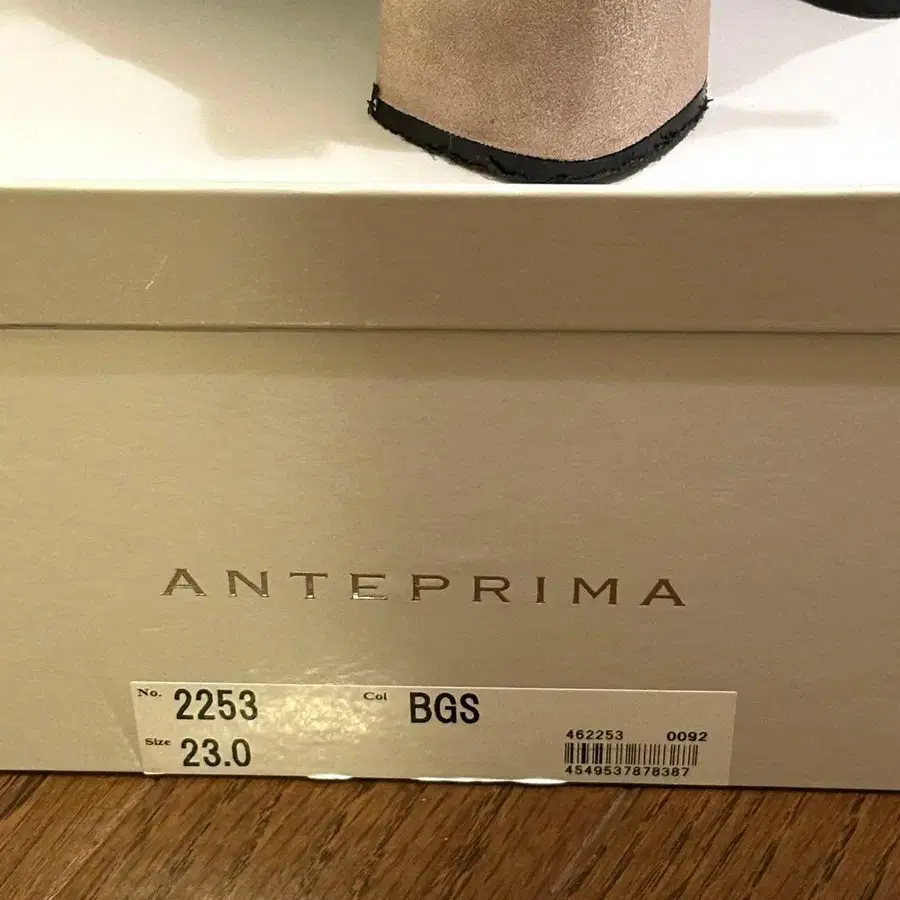 ANTEPRIMA
No. 2253 Col BGS
Size 23.0
462253 0092
4549537878387